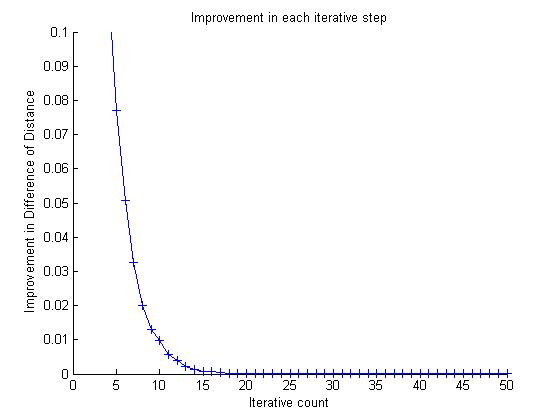 Improvement in each iterative step
0.1
0.09
0.08
0.07
0.06
0.05
0.04
0.03
0.02
0.01
0
Improvement in Difference of Distance
0 5 10 15 20 25 30 35 40 45 50
Iterative count